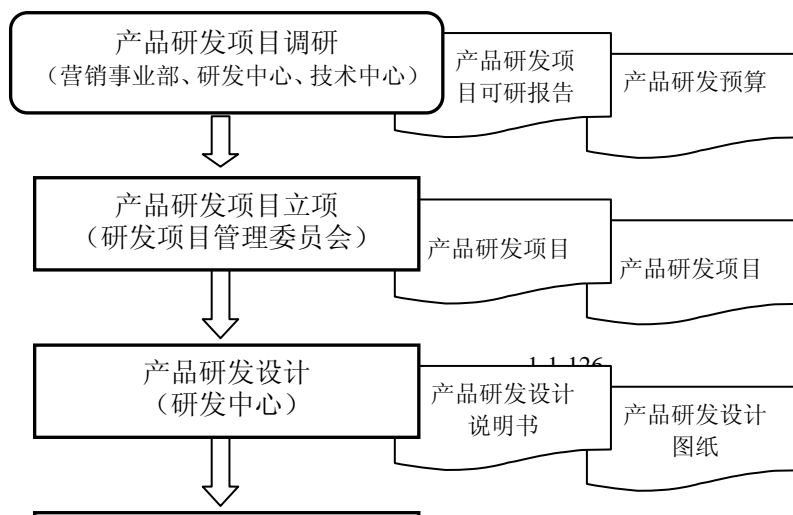 产品研发项目调研
（营销事业部、研发中心、技术中心）
产品研发项
目可研报告
产品研发预算
产品研发项目立项
（研发项目管理委员会）
产品研发项目
产品研发项目
1-1-126
产品研发设计
（研发中心）
产品研发设计
说明书
产品研发设计
图纸